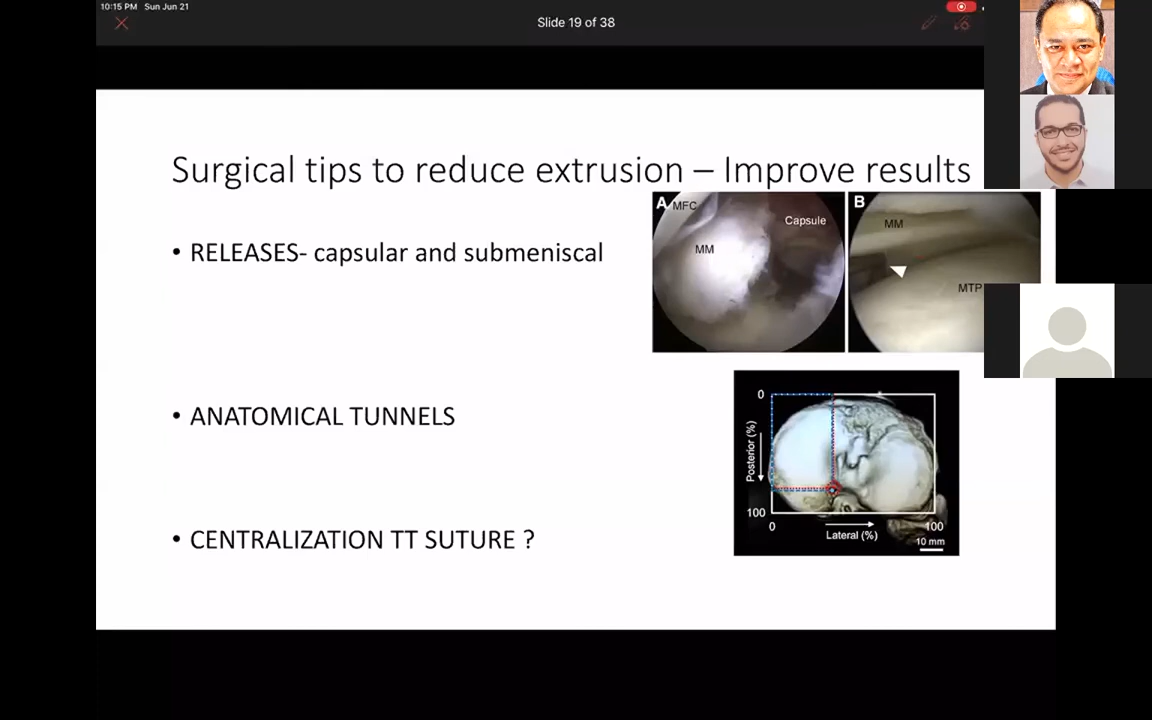 10:15 PM Sun Jun 21
Slide 19 of 38
Surgical tips to reduce extrusion – Improve results
• RELEASES- capsular and submeniscal
A MFC
Capsule
MM
B
MM
MTP
• ANATOMICAL TUNNELS
0
Posterior (%)
100
0
100
Lateral (%)
10 mm
• CENTRALIZATION TT SUTURE ?